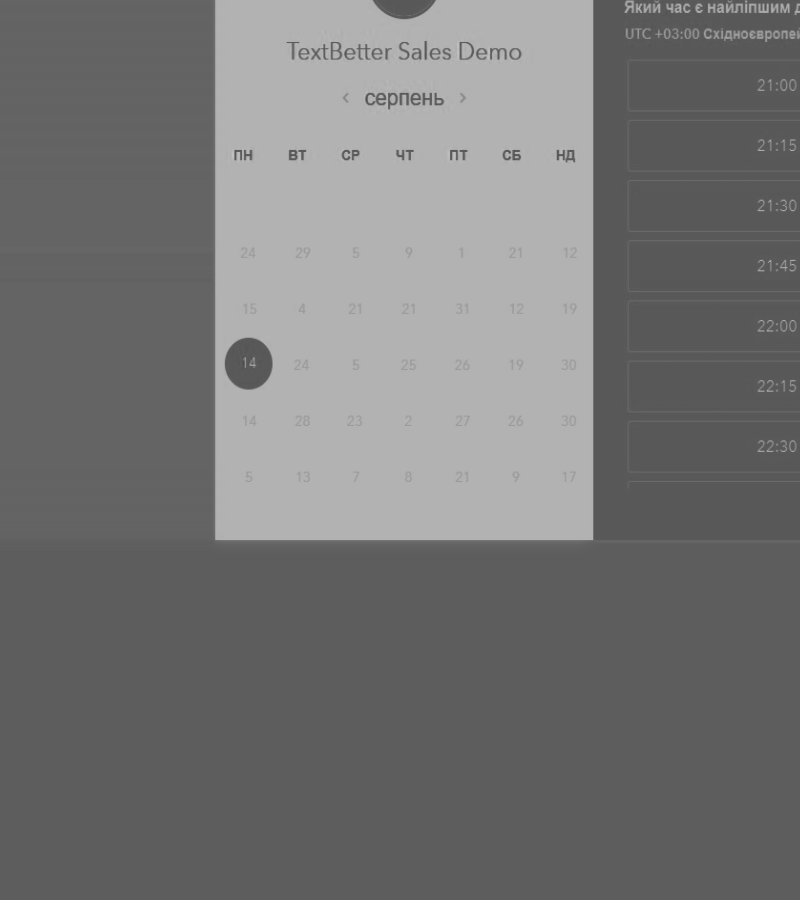 TextBetter Sales Demo
‹ серпень ›
ПН ВТ СР ЧТ ПТ СБ НД
24 29 5 9 1 21 12
15 4 21 21 31 12 19
14 24 5 25 26 19 30
14 28 23 2 27 26 30
5 13 7 8 21 9 17
Який час є найліпшим
UTC +03:00
21:00
21:15
21:30
21:45
22:00
22:15
22:30